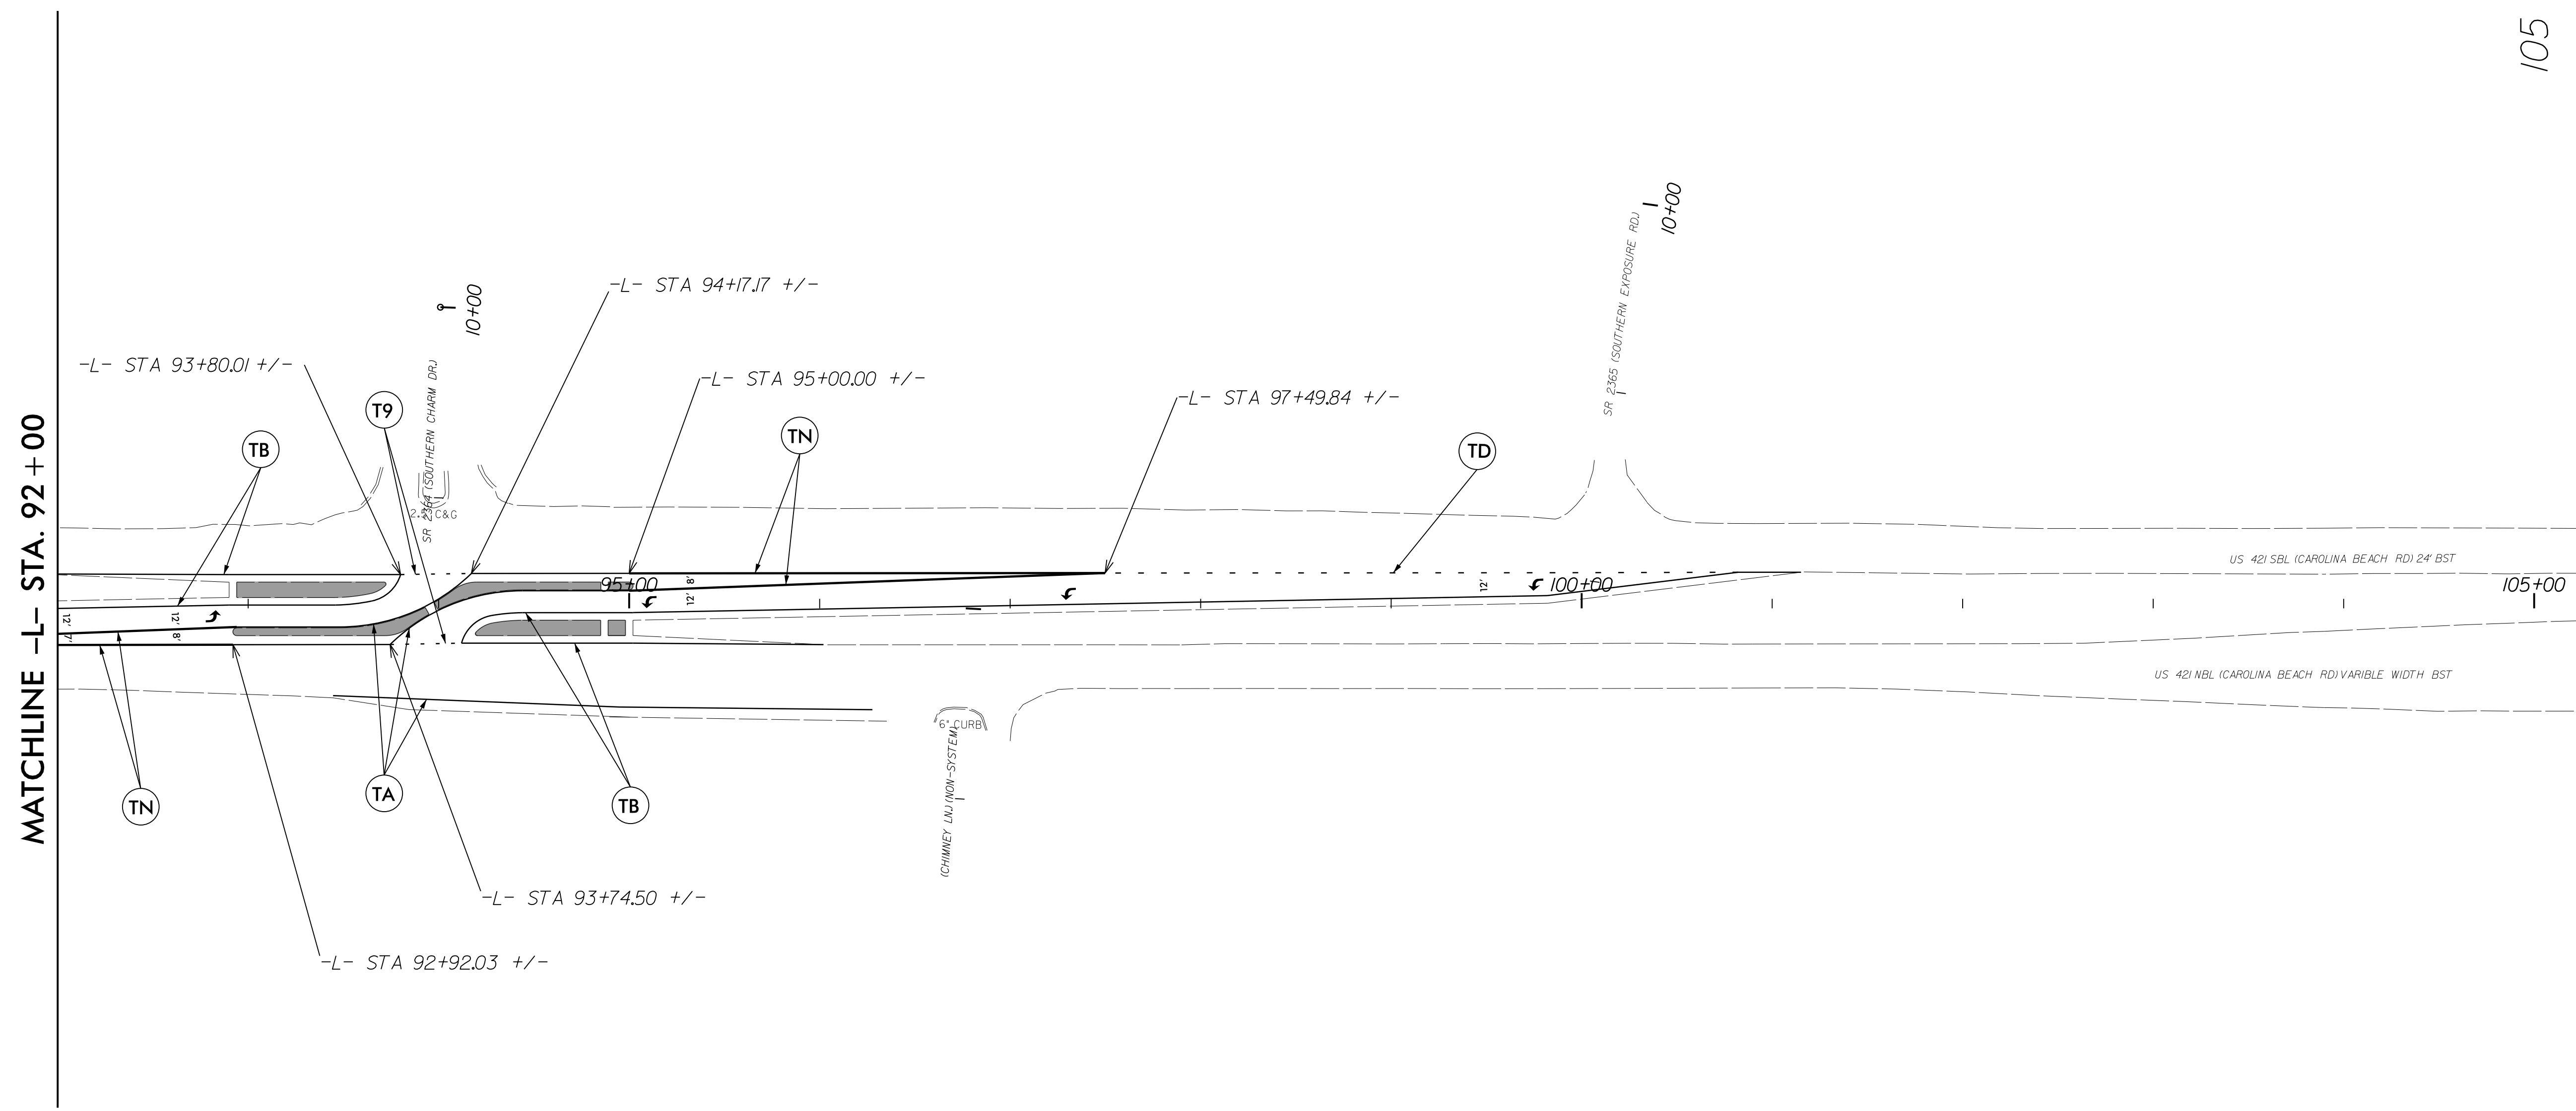 105
MATCHLINE -L- STA. 92+00
-L- STA 94+17.17 +/-
10+00
10+00
SR 2365 (SOUTHERN EXPOSURE RD.)
-L- STA 93+80.01 +/-
SR 2364 (SOUTHERN CHARM DR.)
-L- STA 95+00.00 +/-
-L- STA 97+49.84 +/-
T9
TB
TN
TD
2.5' C&G
US 421 SBL (CAROLINA BEACH RD) 24' BST
95+00
8'
12'
12'
100+00
105+00
12'
7'
12'
8'
US 421 NBL (CAROLINA BEACH RD) VARIBLE WIDTH BST
6" CURB
(CHIMNEY LN.) (NON-SYSTEM)
TN
TA
TB
-L- STA 93+74.50 +/-
-L- STA 92+92.03 +/-